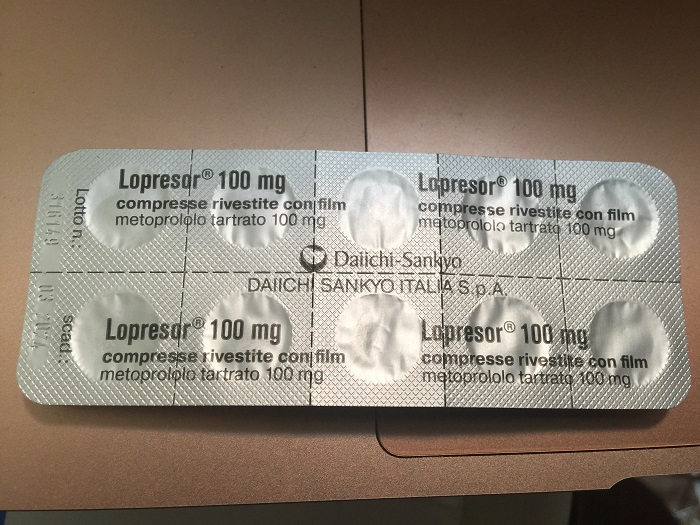 Lopresor® 100 mg
compresse rivestite con film
metoprololo tartrato 100 mg
Lopresor® 100 mg
compresse rivestite con film
metoprololo tartrato 100 mg
Daiichi-Sankyo
DAIICHI SANKYO ITALIA S.p.A.
Lopresor® 100 mg
compresse rivestite con film
metoprololo tartrato 100 mg
Lopresor® 100 mg
compresse rivestite con film
metoprololo tartrato 100 mg
Lotto n.:
scad.: